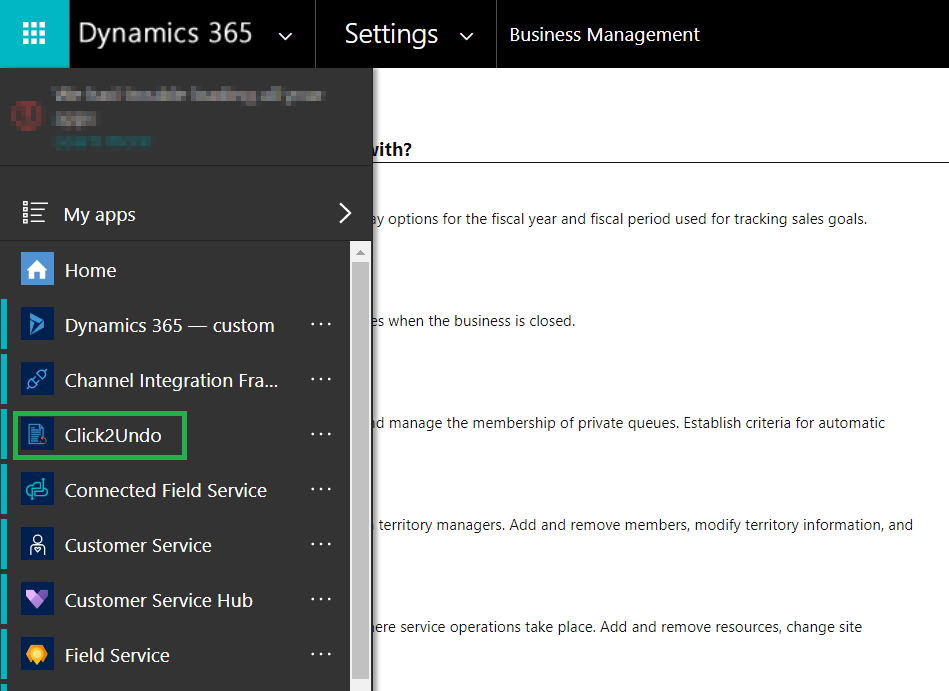 Dynamics 365
Settings
Business Management
My apps
Home
Dynamics 365 — custom
Channel Integration Fra...
Click2Undo
Connected Field Service
Customer Service
Customer Service Hub
Field Service
with?
ay options for the fiscal year and fiscal period used for tracking sales goals.
es when the business is closed.
nd manage the membership of private queues. Establish criteria for automatic
territory managers. Add and remove members, modify territory information, and
here service operations take place. Add and remove resources, change site